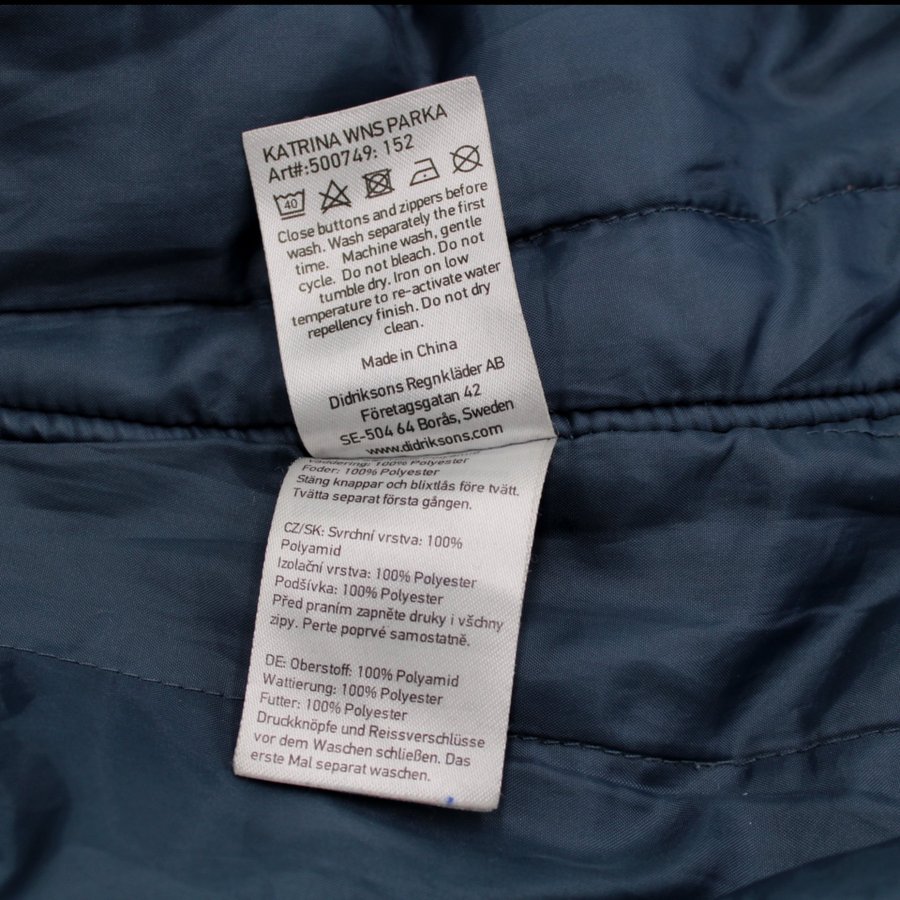 KATRINA WNS PARKA
Art#:500749: 152
40
Close buttons and zippers before
wash. Wash separately the first
time. Machine wash, gentle
cycle. Do not bleach. Do not
tumble dry. Iron on low
temperature to re-activate water
repellency finish. Do not dry
clean.
Made in China
Didriksons Regnkläder AB
Företagsgatan 42
SE-504 64 Borås, Sweden
www.didriksons.com
Vaddering: 100% Polyester
Foder: 100% Polyester
Stäng knappar och blixtlås före tvätt.
Tvätta separat första gången.
CZ/SK: Svrchní vrstva: 100%
Polyamid
Izolační vrstva: 100% Polyester
Podšívka: 100% Polyester
Před praním zapněte druky i všchny
zipy. Perte poprvé samostatně.
DE: Oberstoff: 100% Polyamid
Wattierung: 100% Polyester
Futter: 100% Polyester
Druckknöpfe und Reissverschlüsse
vor dem Waschen schließen. Das
erste Mal separat waschen.